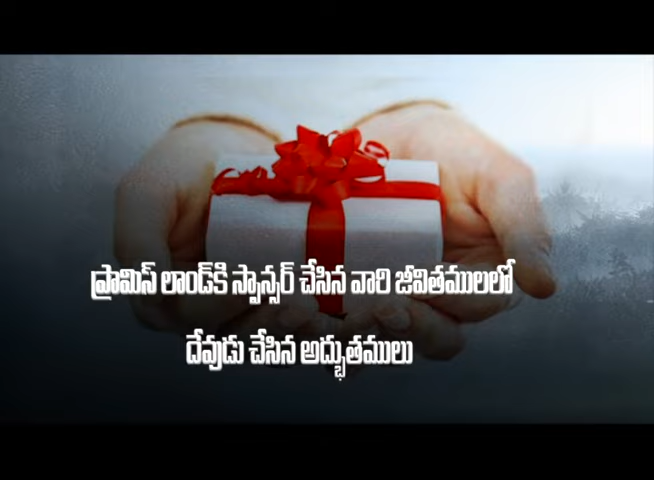 ప్రామిస్ లాండ్‌కి స్పాన్సర్ చేసిన వారి జీవితములలో
దేవుడు చేసిన అద్భుతములు